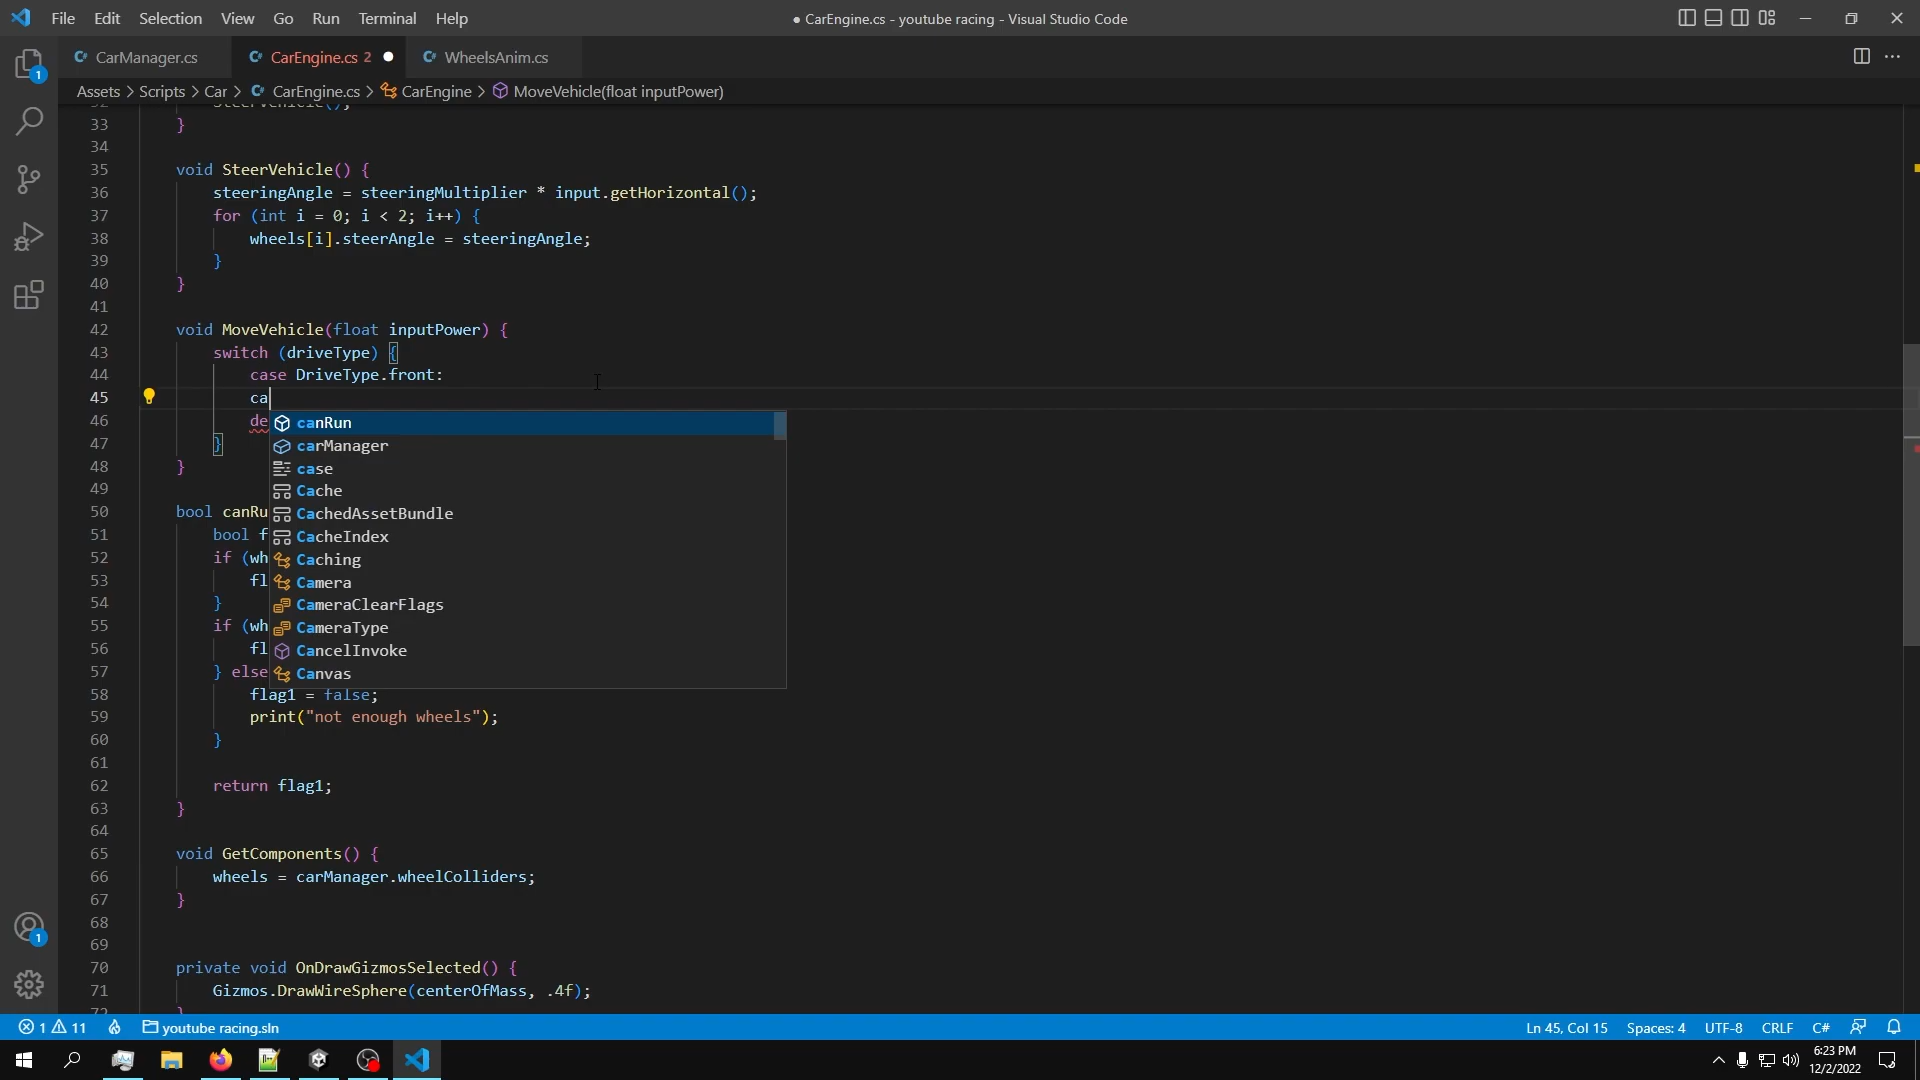 File Edit Selection View Go Run Terminal Help
● CarEngine.cs - youtube racing - Visual Studio Code
CarManager.cs
CarEngine.cs 2 ●
WheelsAnim.cs
Assets > Scripts > Car > CarEngine.cs > CarEngine > MoveVehicle(float inputPower)
33 }
34
35 void SteerVehicle() {
36 steeringAngle = steeringMultiplier * input.getHorizontal();
37 for (int i = 0; i < 2; i++) {
38 wheels[i].steerAngle = steeringAngle;
39 }
40 }
41
42 void MoveVehicle(float inputPower) {
43 switch (driveType) {
44 case DriveType.front:
45 ca
46 de
47 }
48 }
49
50 bool canRu
51 bool f
52 if (wh
53 fl
54 }
55 if (wh
56 fl
57 } else
58 flag1 = false;
59 print("not enough wheels");
60 }
61
62 return flag1;
63 }
64
65 void GetComponents() {
66 wheels = carManager.wheelColliders;
67 }
68
69
70 private void OnDrawGizmosSelected() {
71 Gizmos.DrawWireSphere(centerOfMass, .4f);
72 }
canRun
carManager
case
Cache
CachedAssetBundle
CacheIndex
Caching
Camera
CameraClearFlags
CameraType
CancelInvoke
Canvas
1
1
1 11 youtube racing.sln
Ln 45, Col 15 Spaces: 4 UTF-8 CRLF C#
6:23 PM
12/2/2022